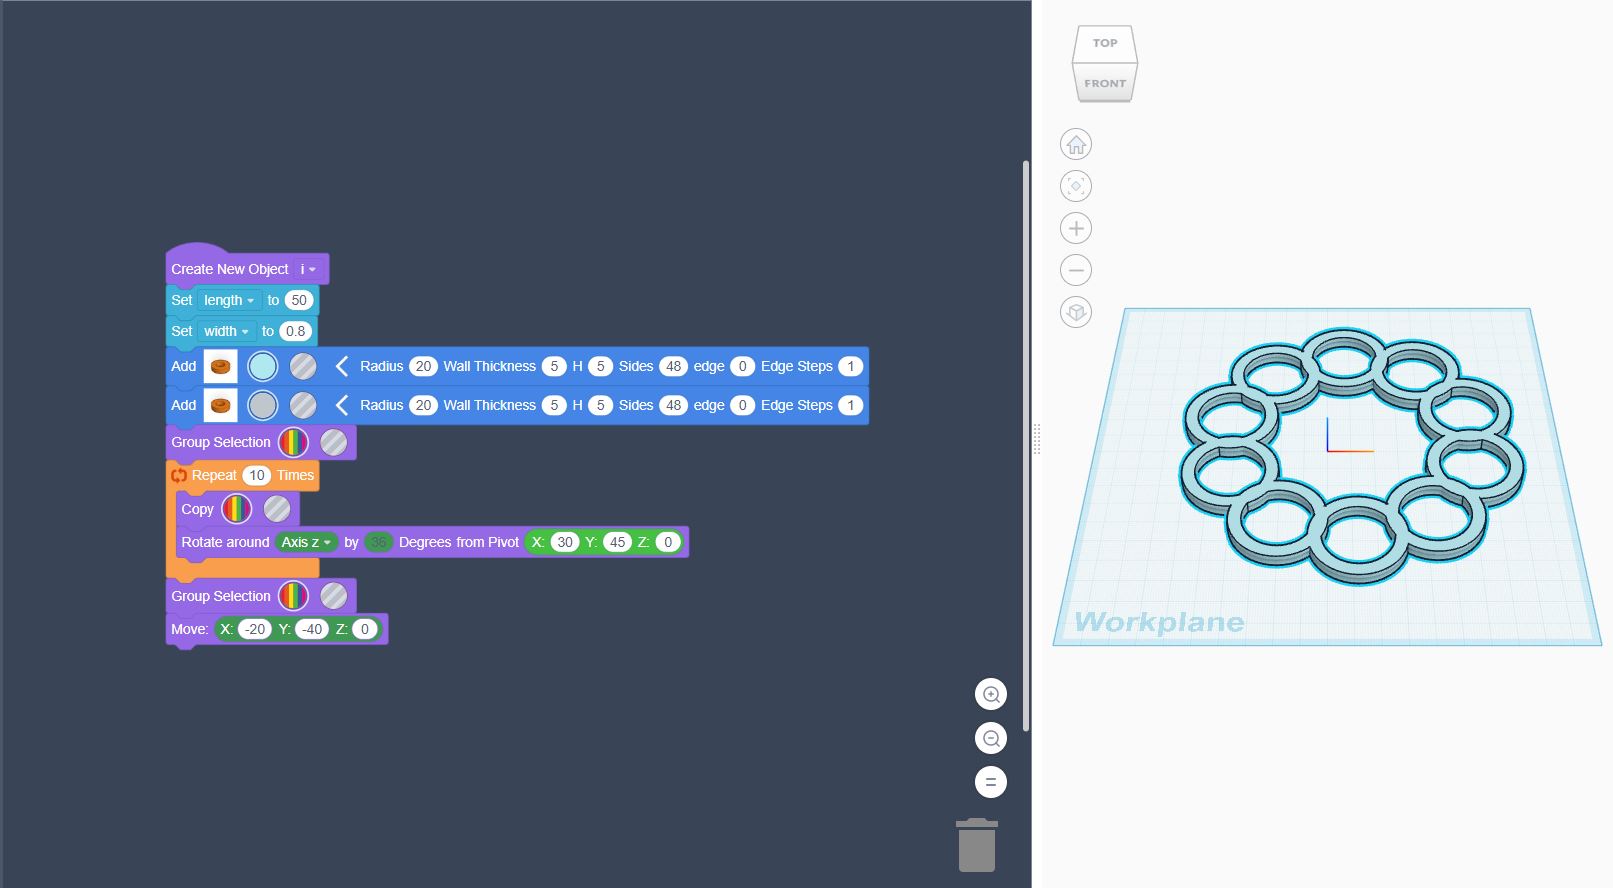 TOP
FRONT
Create New Object i
Set length to 50
Set width to 0.8
Add Radius 20 Wall Thickness 5 H 5 Sides 48 edge 0 Edge Steps 1
Add Radius 20 Wall Thickness 5 H 5 Sides 48 edge 0 Edge Steps 1
Group Selection
Repeat 10 Times
Copy
Rotate around Axis z by 36 Degrees from Pivot X: 30 Y: 45 Z: 0
Group Selection
Move: X: -20 Y: -40 Z: 0
Workplane